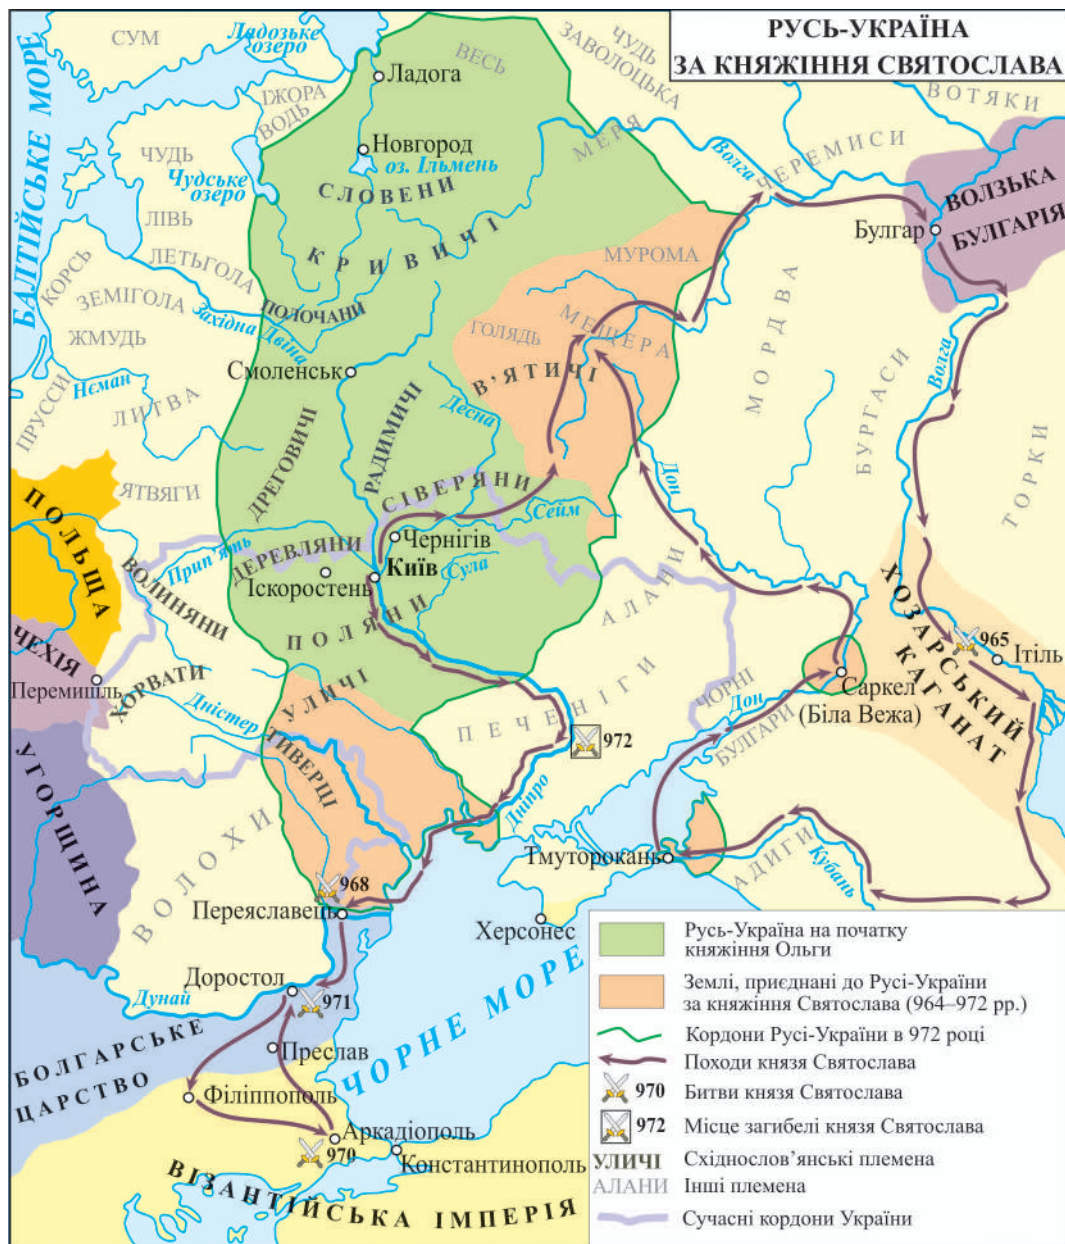 РУСЬ-УКРАЇНА
ЗА КНЯЖІННЯ СВЯТОСЛАВА
СУМ
Ладозьке
озеро
Ладога
ВЕСЬ
ЧУДЬ
ЗАВОЛОЦЬКА
ВОТЯКИ
БАЛТІЙСЬКЕ МОРЕ
ІЖОРА
ВОДЬ
Новгород
оз. Ільмень
МЕРЯ
Волга
ЧЕРЕМИСИ
ЧУДЬ
Чудське
озеро
СЛОВЕНИ
ВОЛЗЬКА
БУЛГАРІЯ
Булгар
ЛІВЬ
КРИВИЧІ
МУРОМА
КОРСЬ
ЛЕТЬГОЛА
ЗЕМІГОЛА
ПОЛОЧАНИ
ЖМУДЬ
Західна Двіна
ГОЛЯДЬ
МЕЩЕРА
МОРДВА
Волга
Смоленськ
В’ЯТИЧІ
ПРУССИ
Нєман
ЛИТВА
Десна
РАДИМИЧІ
ДРЕГОВИЧІ
БУРГАСИ
ТОРКИ
ЯТВЯГИ
СІВЕРЯНИ
Дон
Сейм
ПОЛЬЩА
Прип’ять
ДЕРЕВЛЯНИ
Чернігів
Київ
Сула
Іскоростень
ВОЛИНЯНИ
ПОЛЯНИ
АЛАНИ
ХОЗАРСЬКИЙ
КАГАНАТ
965
Ітіль
ЧЕХІЯ
Перемишль
ХОРВАТИ
УЛИЧІ
ПЕЧЕНІГИ
ЧОРНІ
БУЛГАРИ
Дон
Саркел
(Біла Вежа)
Дністер
ТИВЕРЦІ
972
УГОРЩИНА
Дніпро
ВОЛОХИ
968
Тмуторокань
АДИГИ
Кубань
Переяславець
Херсонес
Доростол
971
Дунай
ЧОРНЕ МОРЕ
БОЛГАРСЬКЕ
ЦАРСТВО
Преслав
Філіппополь
Аркадіополь
970
Константинополь
ВІЗАНТІЙСЬКА ІМПЕРІЯ
Русь-Україна на початку
княжіння Ольги
Землі, приєднані до Русі-України
за княжіння Святослава (964–972 рр.)
Кордони Русі-України в 972 році
Походи князя Святослава
970 Битви князя Святослава
972 Місце загибелі князя Святослава
УЛИЧІ Східнослов’янські племена
АЛАНИ Інші племена
Сучасні кордони України